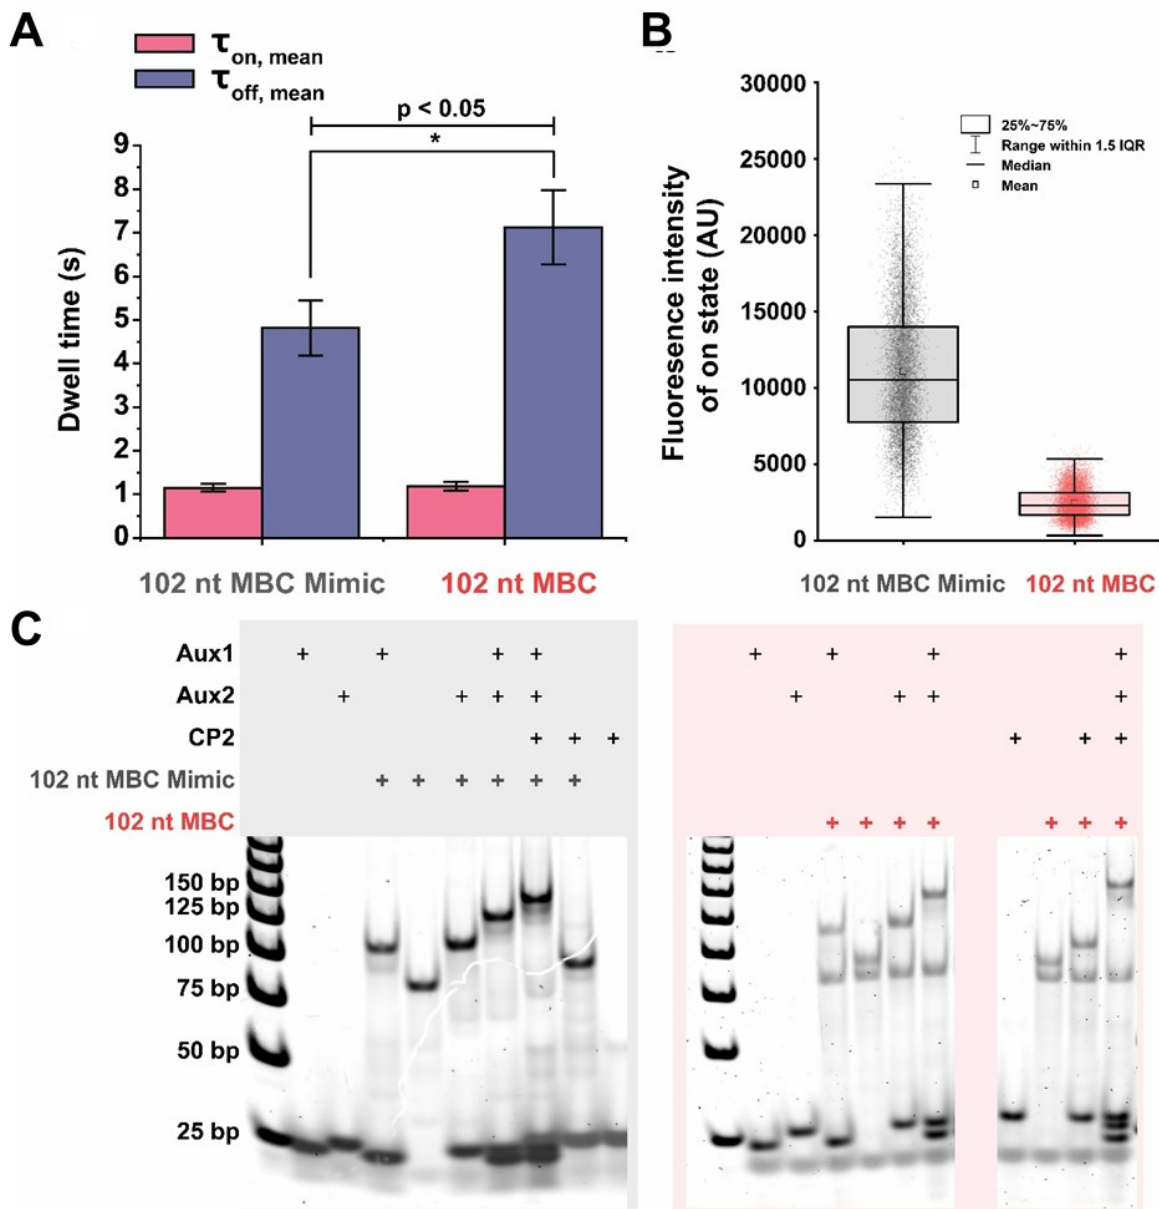 A
τon, mean
τoff, mean
p < 0.05
*
9
8
7
6
5
4
3
2
1
0
Dwell time (s)
102 nt MBC Mimic
102 nt MBC
B
30000
25000
20000
15000
10000
5000
0
Fluoresence intensity
of on state (AU)
25%~75%
Range within 1.5 IQR
Median
Mean
102 nt MBC Mimic
102 nt MBC
C
Aux1 + + + + + + +
Aux2 + + + + + + + +
CP2 + + + + + +
102 nt MBC Mimic + + + + + +
102 nt MBC + + + + + + +
150 bp
125 bp
100 bp
75 bp
50 bp
25 bp